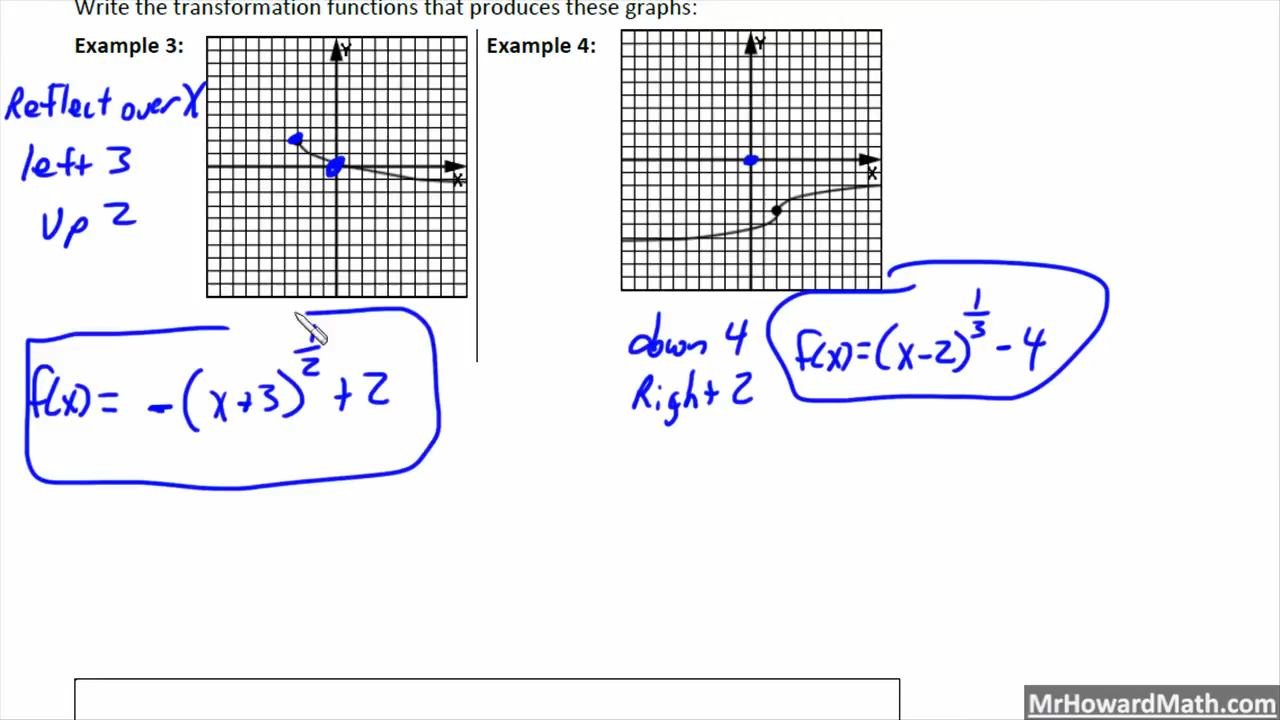 Write the transformation functions that produces these graphs:
Example 3:
Reflect over X
left 3
Up 2
Y
X
f(x) = -(x+3)^½ + 2
Example 4:
Y
X
down 4
Right 2
f(x)=(x-2)^⅓ - 4
MrHowardMath.com